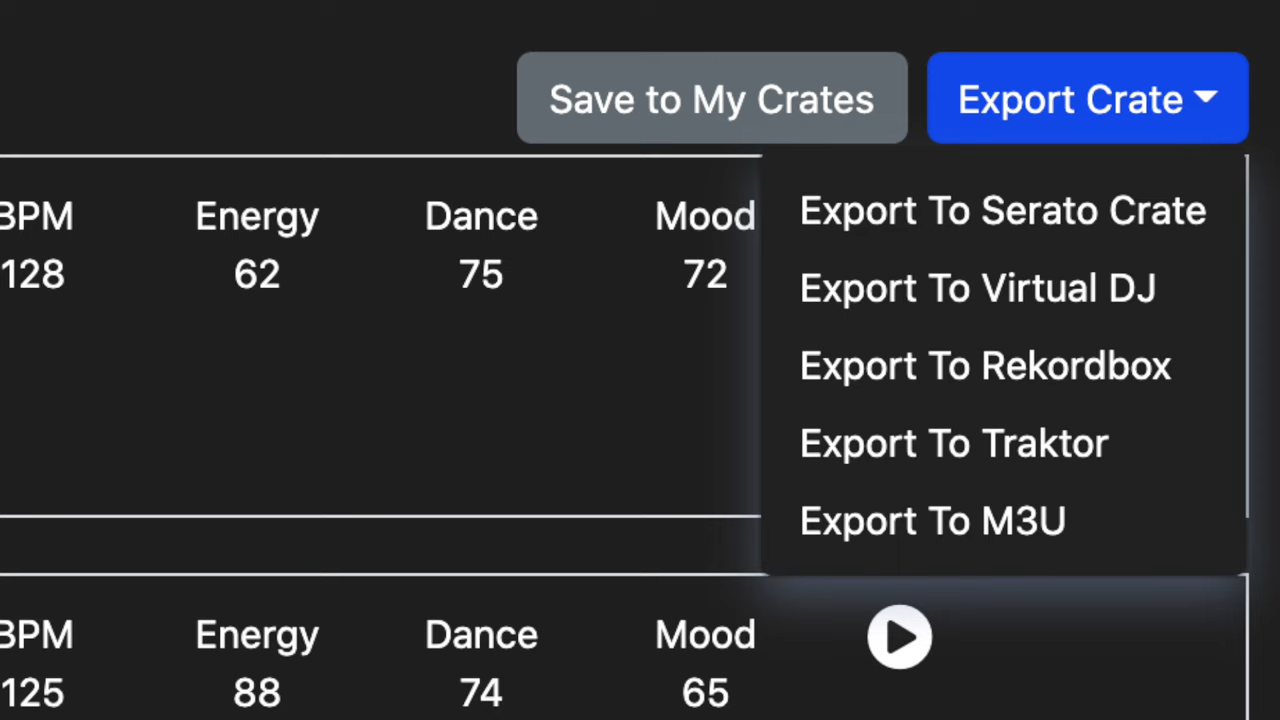 Save to My Crates
Export Crate
BPM Energy Dance Mood
128 62 75 72
Export To Serato Crate
Export To Virtual DJ
Export To Rekordbox
Export To Traktor
Export To M3U
BPM Energy Dance Mood
125 88 74 65